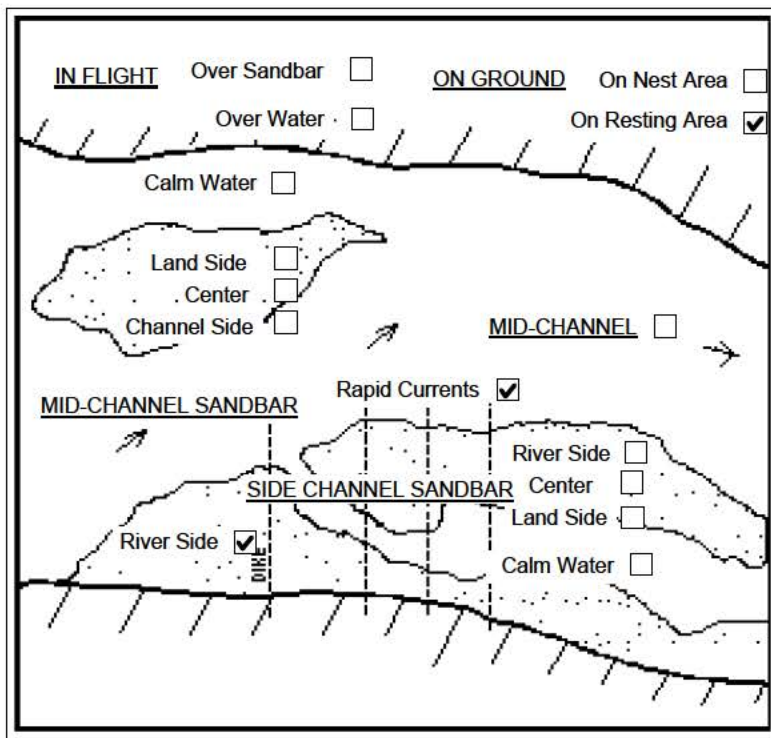 IN FLIGHT Over Sandbar ON GROUND On Nest Area
Over Water On Resting Area
Calm Water
Land Side
Center
Channel Side
MID-CHANNEL
Rapid Currents
MID-CHANNEL SANDBAR
River Side
SIDE CHANNEL SANDBAR
Center
Land Side
River Side
DIKE
Calm Water